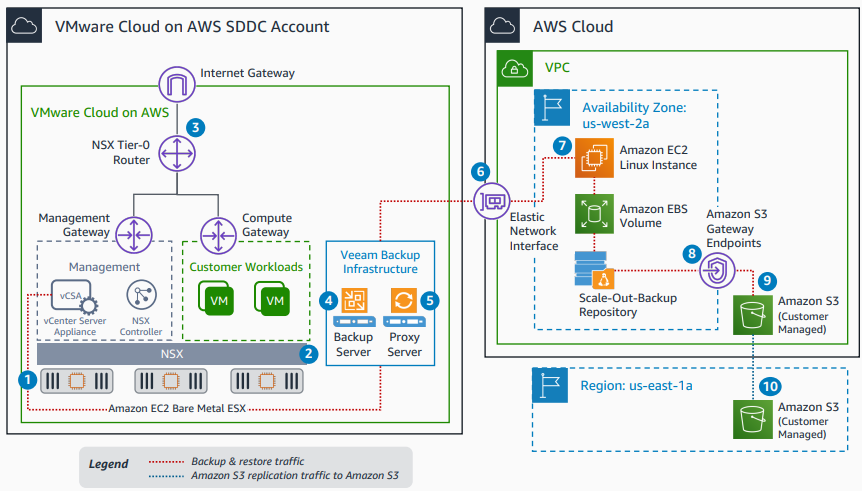 VMware Cloud on AWS SDDC Account
AWS Cloud
Internet Gateway
VPC
VMware Cloud on AWS
3
NSX Tier-0
Router
Availability Zone:
us-west-2a
7
Amazon EC2
Linux Instance
6
Elastic
Network
Interface
Amazon EBS
Volume
Amazon S3
Gateway
Endpoints
8
Management
Gateway
Compute
Gateway
Management
vCSA
vCenter Server
Appliance
NSX
Controller
Customer Workloads
VM
VM
Veeam Backup
Infrastructure
4
5
Backup
Server
Proxy
Server
Scale-Out-Backup
Repository
9
Amazon S3
(Customer
Managed)
NSX
2
1
Amazon EC2 Bare Metal ESX
Region: us-east-1a
10
Amazon S3
(Customer
Managed)
Legend
Backup & restore traffic
Amazon S3 replication traffic to Amazon S3